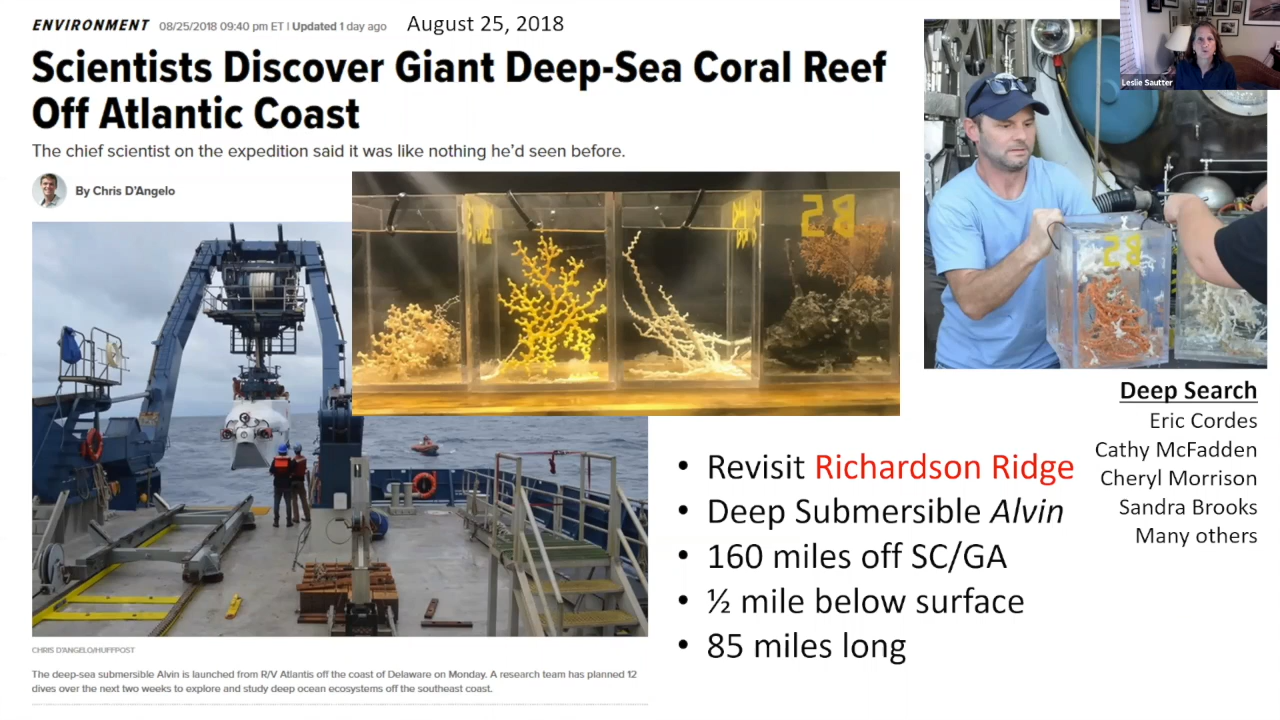 ENVIRONMENT 08/25/2018 09:40 pm ET | Updated 1 day ago
August 25, 2018
Scientists Discover Giant Deep-Sea Coral Reef
Off Atlantic Coast
The chief scientist on the expedition said it was like nothing he'd seen before.
By Chris D'Angelo
B5
B5
Leslie Sautter
Deep Search
Eric Cordes
Cathy McFadden
Cheryl Morrison
Sandra Brooks
Many others
• Revisit Richardson Ridge
• Deep Submersible Alvin
• 160 miles off SC/GA
• ½ mile below surface
• 85 miles long
CHRIS D'ANGELO/HUFFPOST
The deep-sea submersible Alvin is launched from R/V Atlantis off the coast of Delaware on Monday. A research team has planned 12
dives over the next two weeks to explore and study deep ocean ecosystems off the southeast coast.